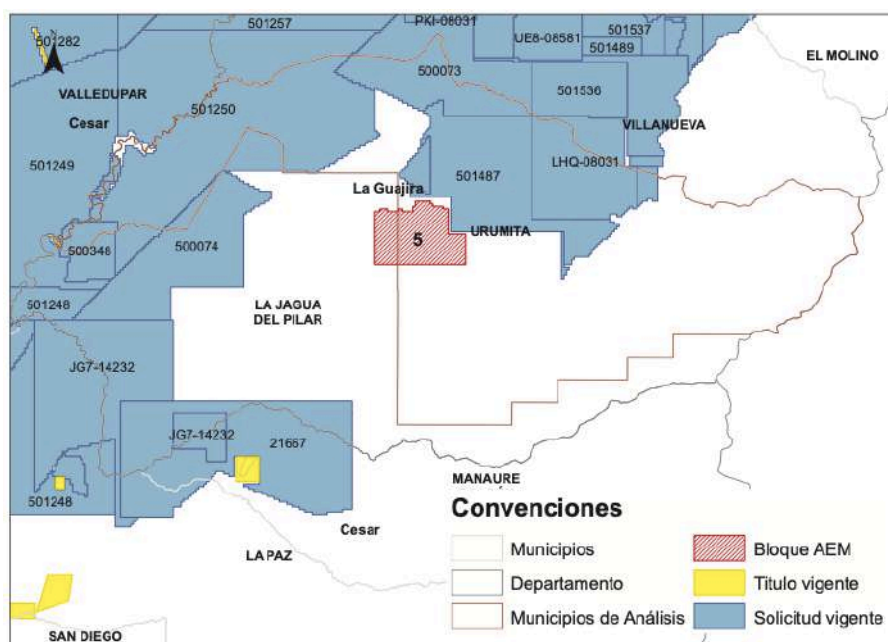 501257
PKI-08031
501537
UE8-08581
501489
501282
N
EL MOLINO
500073
VALLEDUPAR
501536
501250
Cesar
VILLANUEVA
501249
LHQ-08031
La Guajira
501487
5
URUMITA
500074
500348
LA JAGUA
DEL PILAR
501248
JG7-14232
JG7-14232
21667
MANAURE
501248
Cesar
LA PAZ
SAN DIEGO
Convenciones
Municipios
Departamento
Municipios de Análisis
Bloque AEM
Titulo vigente
Solicitud vigente